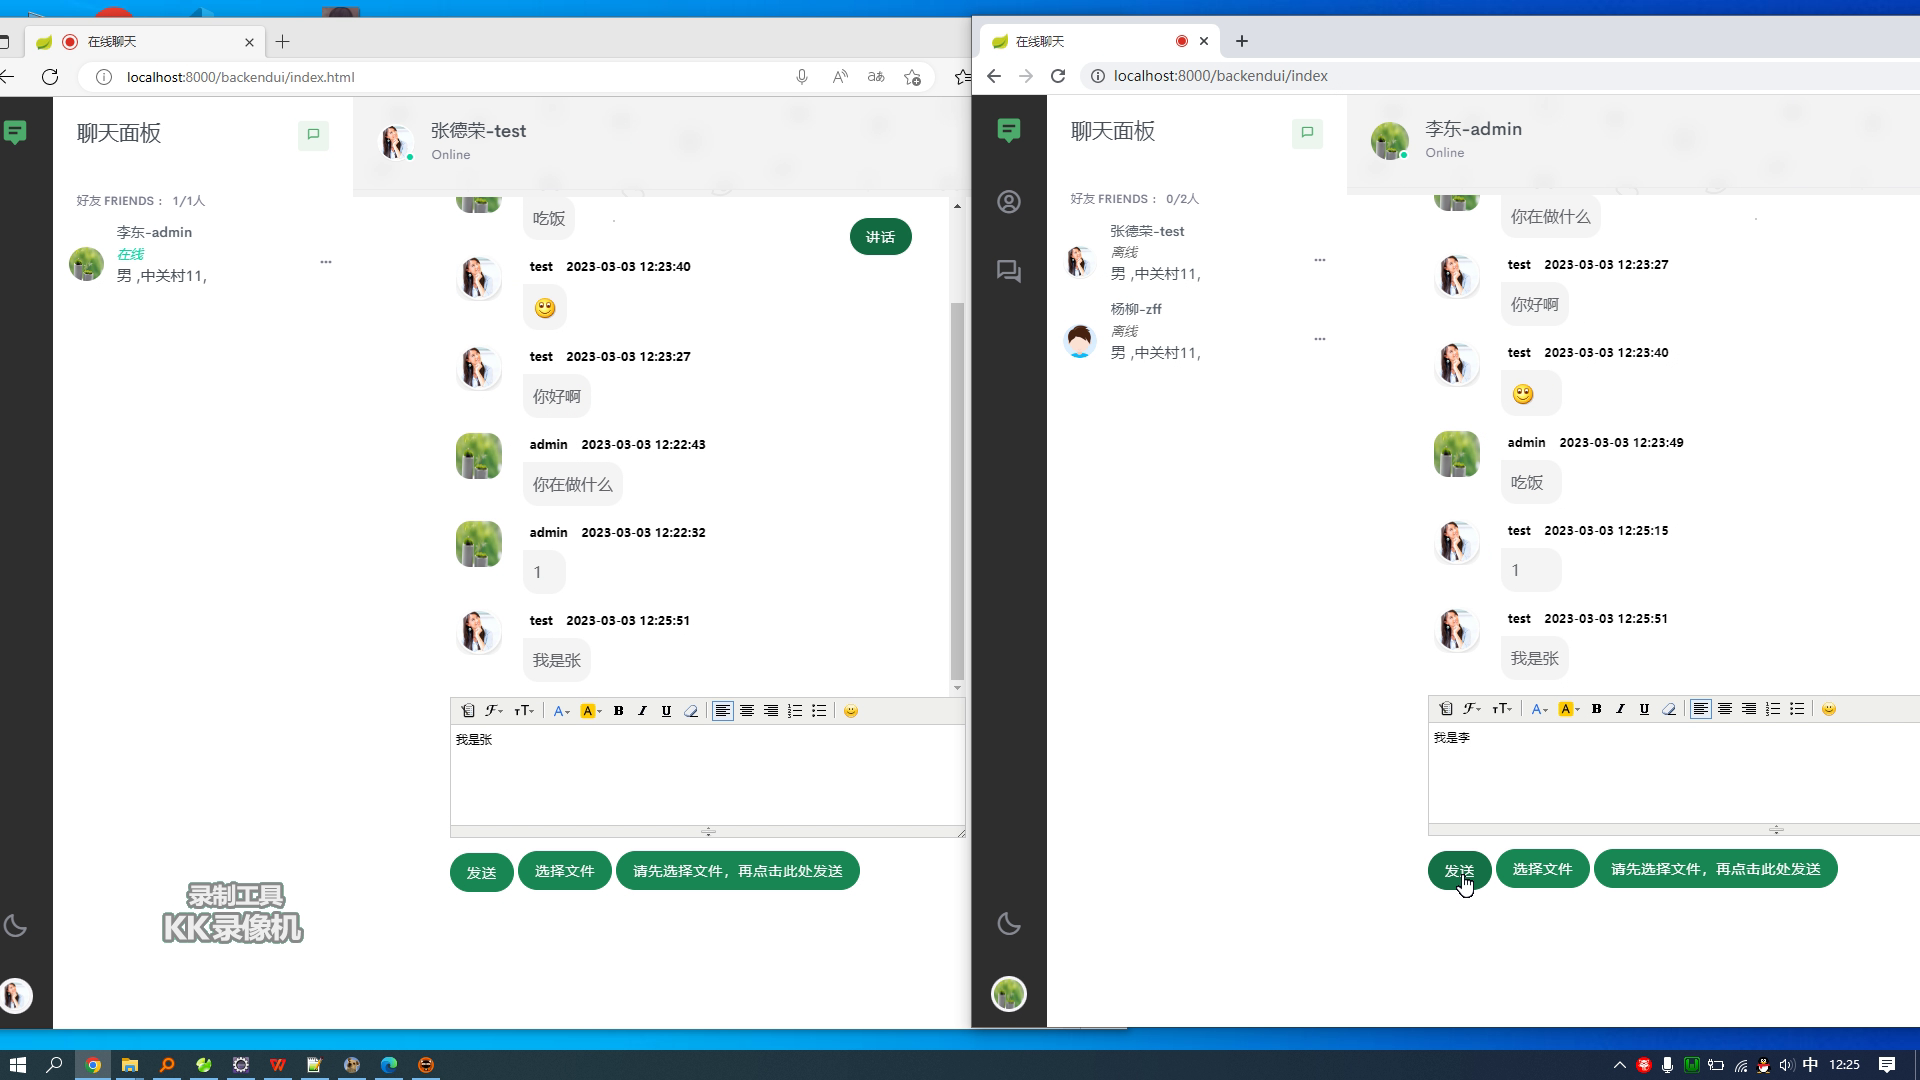 在线聊天
localhost:8000/backendui/index.html
聊天面板
张德荣-test
Online
好友 FRIENDS： 1/1人
李东-admin
在线
男 ,中关村11,
吃饭
讲话
test 2023-03-03 12:23:40
test 2023-03-03 12:23:27
你好啊
admin 2023-03-03 12:22:43
你在做什么
admin 2023-03-03 12:22:32
1
test 2023-03-03 12:25:51
我是张
我是张
发送
选择文件
请先选择文件，再点击此处发送
录制工具
KK录像机
在线聊天
localhost:8000/backendui/index
聊天面板
李东-admin
Online
好友 FRIENDS： 0/2人
张德荣-test
离线
男 ,中关村11,
杨柳-zff
离线
男 ,中关村11,
你在做什么
test 2023-03-03 12:23:27
你好啊
test 2023-03-03 12:23:40
admin 2023-03-03 12:23:49
吃饭
test 2023-03-03 12:25:15
1
test 2023-03-03 12:25:51
我是张
我是李
发送
选择文件
请先选择文件，再点击此处发送
中
12:25